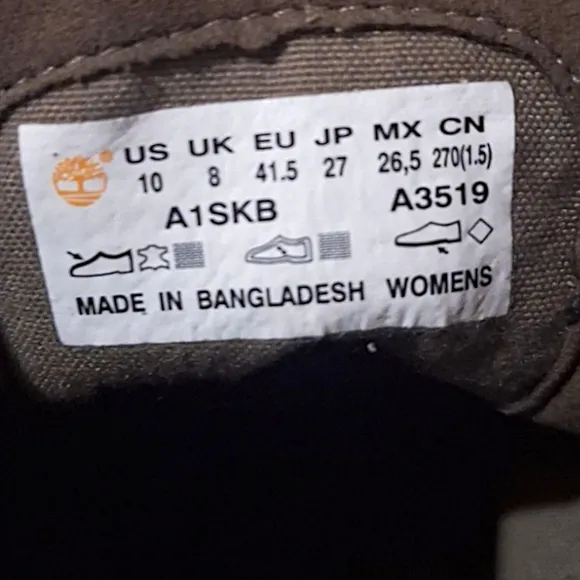 US UK EU JP MX CN
10 8 41.5 27 26,5 270(1.5)
A1SKB A3519
MADE IN BANGLADESH WOMENS